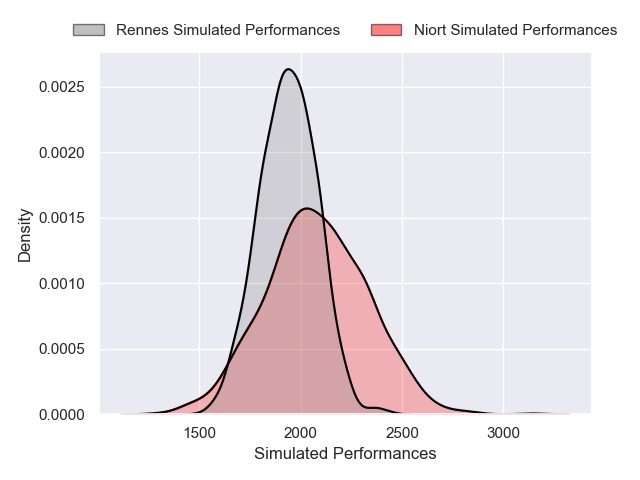 Rennes Simulated Performances Niort Simulated Performances
0.0025
0.0020
0.0015
0.0010
0.0005
0.0000
Density
1500 2000 2500 3000
Simulated Performances